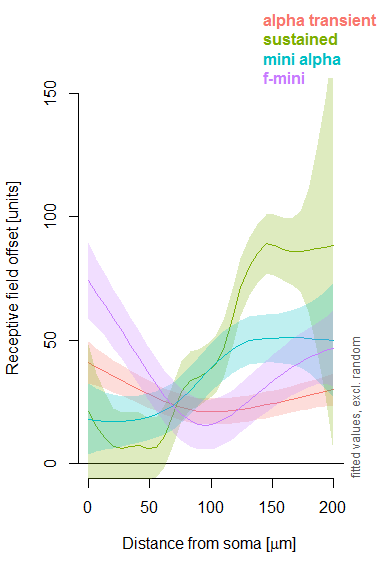 alpha transient
sustained
mini alpha
f-mini
150
100
50
0
Receptive field offset [units]
fitted values, excl. random
0 50 100 150 200
Distance from soma [μm]